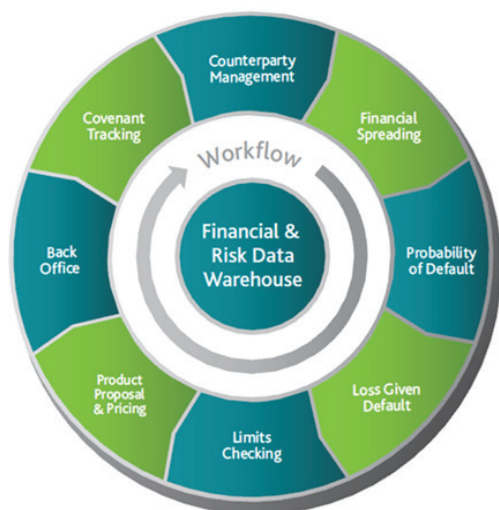 Counterparty
Management
Financial
Spreading
Probability
of Default
Loss Given
Default
Limits
Checking
Product
Proposal
& Pricing
Back
Office
Covenant
Tracking
Workflow
Financial &
Risk Data
Warehouse